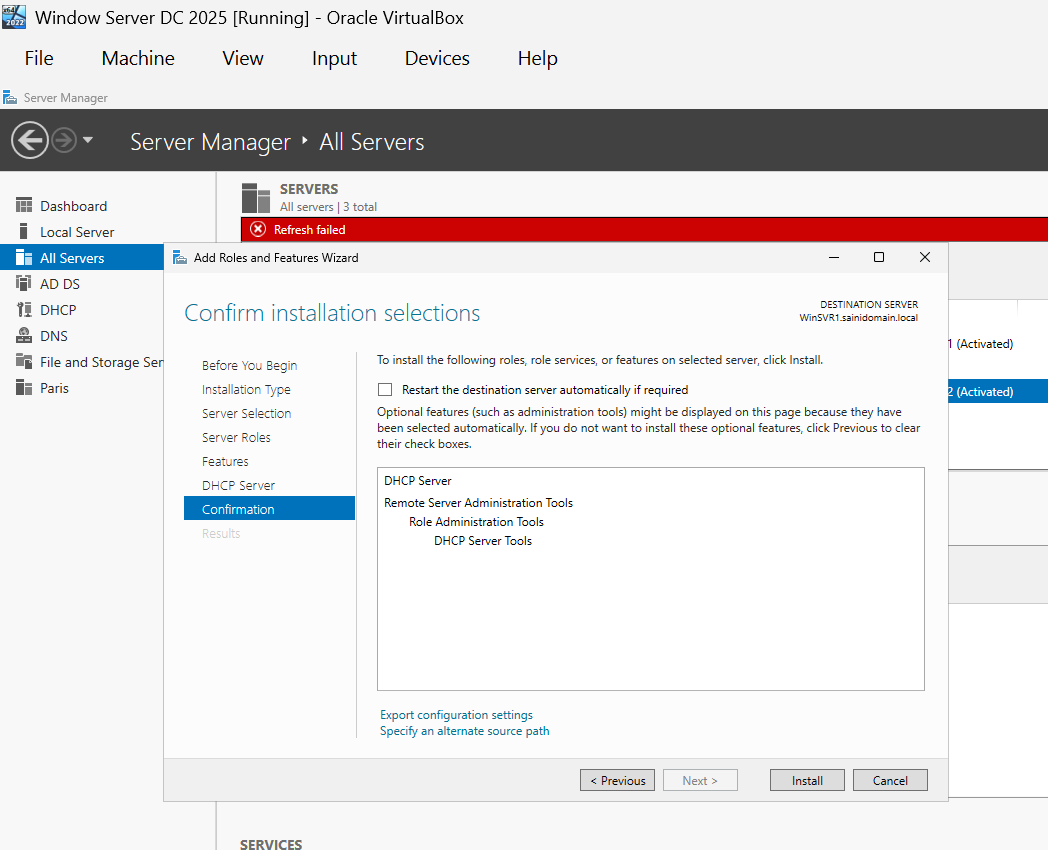 Window Server DC 2025 [Running] - Oracle VirtualBox
File Machine View Input Devices Help
Server Manager
Server Manager ‣ All Servers
Dashboard
Local Server
All Servers
AD DS
DHCP
DNS
File and Storage Ser
Paris
SERVERS
All servers | 3 total
Refresh failed
Add Roles and Features Wizard
Confirm installation selections
DESTINATION SERVER
WinSVR1.sainidomain.local
Before You Begin
Installation Type
Server Selection
Server Roles
Features
DHCP Server
Confirmation
Results
To install the following roles, role services, or features on selected server, click Install.
Restart the destination server automatically if required
Optional features (such as administration tools) might be displayed on this page because they have
been selected automatically. If you do not want to install these optional features, click Previous to clear
their check boxes.
DHCP Server
Remote Server Administration Tools
Role Administration Tools
DHCP Server Tools
Export configuration settings
Specify an alternate source path
< Previous Next > Install Cancel
1 (Activated)
2 (Activated)
SERVICES